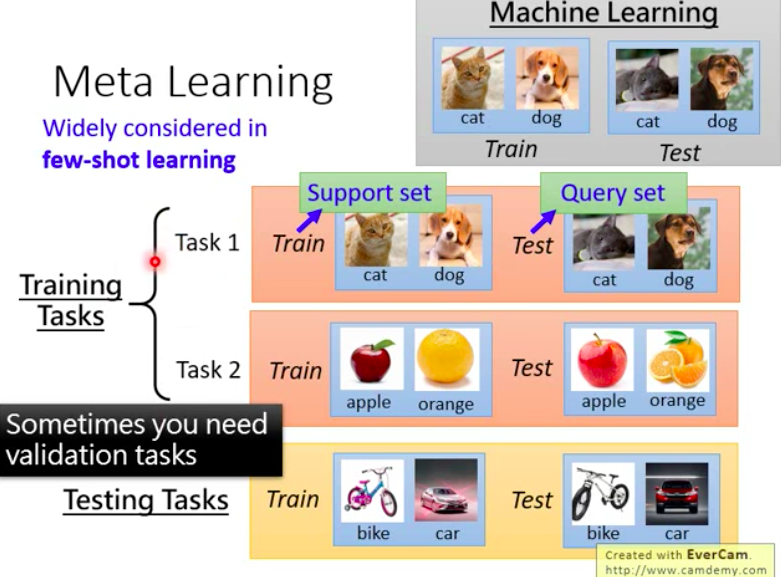 Machine Learning
cat dog cat dog
Train Test
Meta Learning
Widely considered in
few-shot learning
Support set Query set
Task 1 Train Test
cat dog cat dog
Training
Tasks
Task 2 Train Test
apple orange apple orange
Sometimes you need
validation tasks
Testing Tasks Train Test
bike car bike car
Created with EverCam.
http://www.camdemy.com